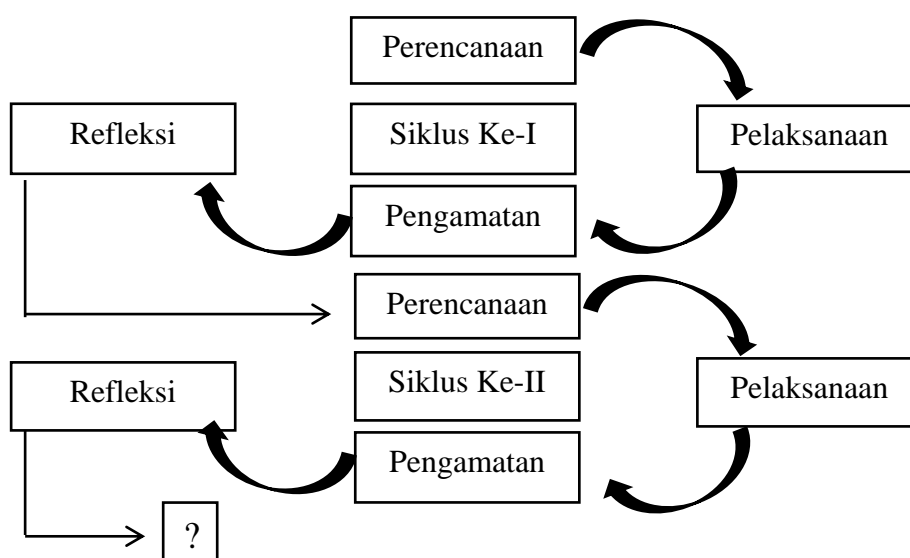 Perencanaan
Refleksi
Siklus Ke-I
Pelaksanaan
Pengamatan
Perencanaan
Refleksi
Siklus Ke-II
Pelaksanaan
Pengamatan
?